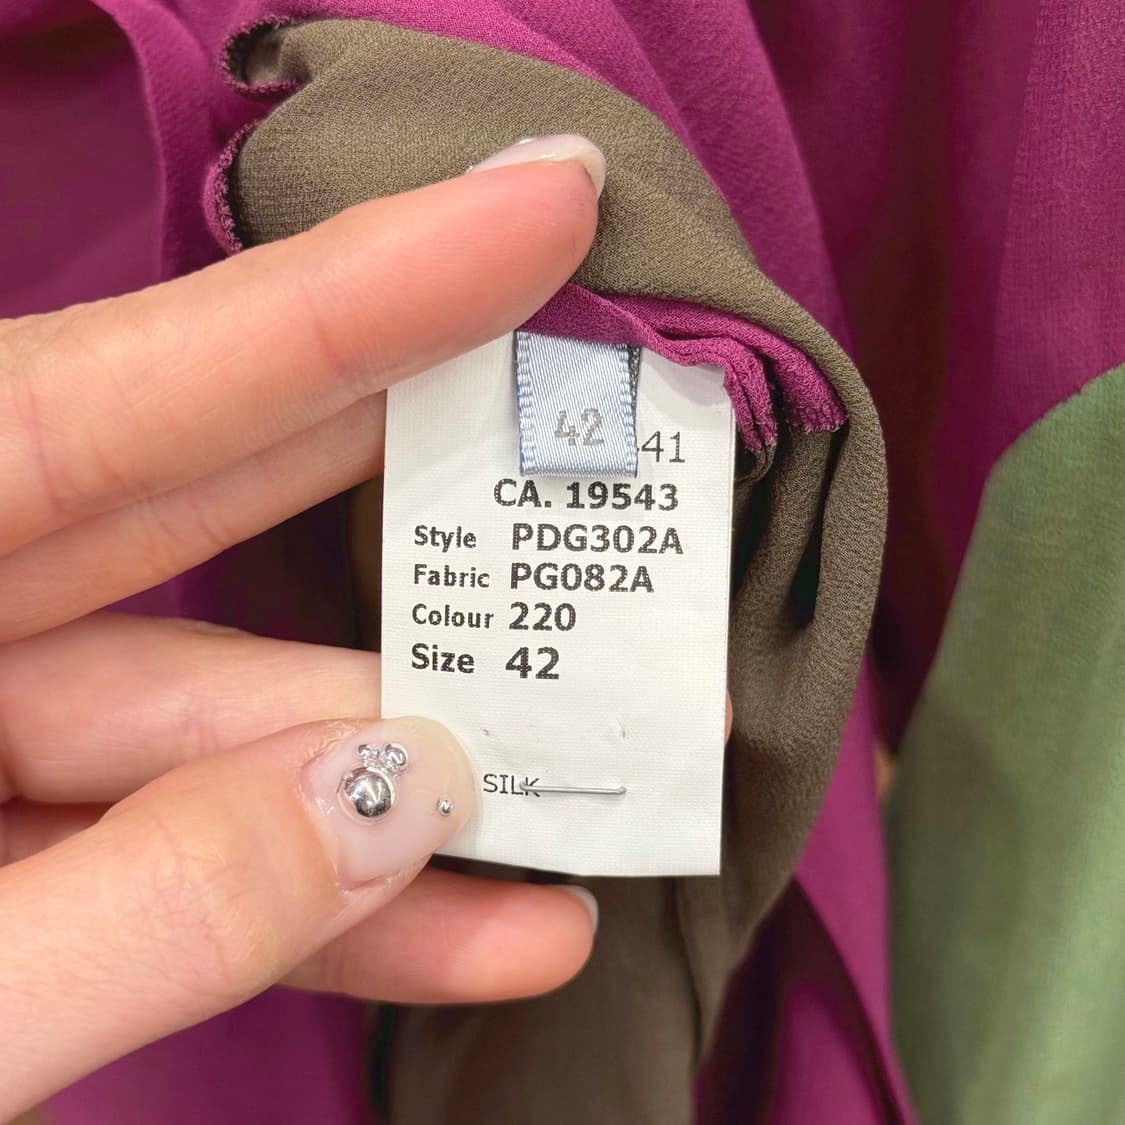 42
41
CA. 19543
Style PDG302A
Fabric PG082A
Colour 220
Size 42
SILK